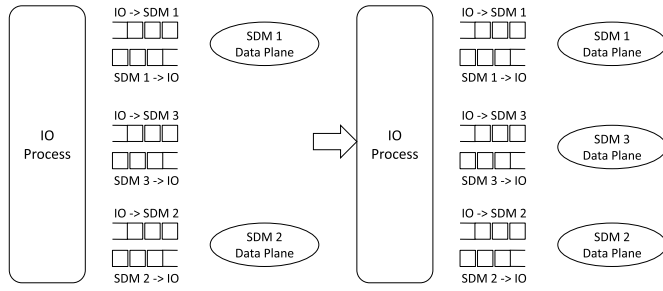 IO
Process
IO -> SDM 1
SDM 1 -> IO
SDM 1
Data Plane
IO -> SDM 3
SDM 3 -> IO
IO -> SDM 2
SDM 2 -> IO
SDM 2
Data Plane
IO
Process
IO -> SDM 1
SDM 1 -> IO
SDM 1
Data Plane
IO -> SDM 3
SDM 3 -> IO
SDM 3
Data Plane
IO -> SDM 2
SDM 2 -> IO
SDM 2
Data Plane